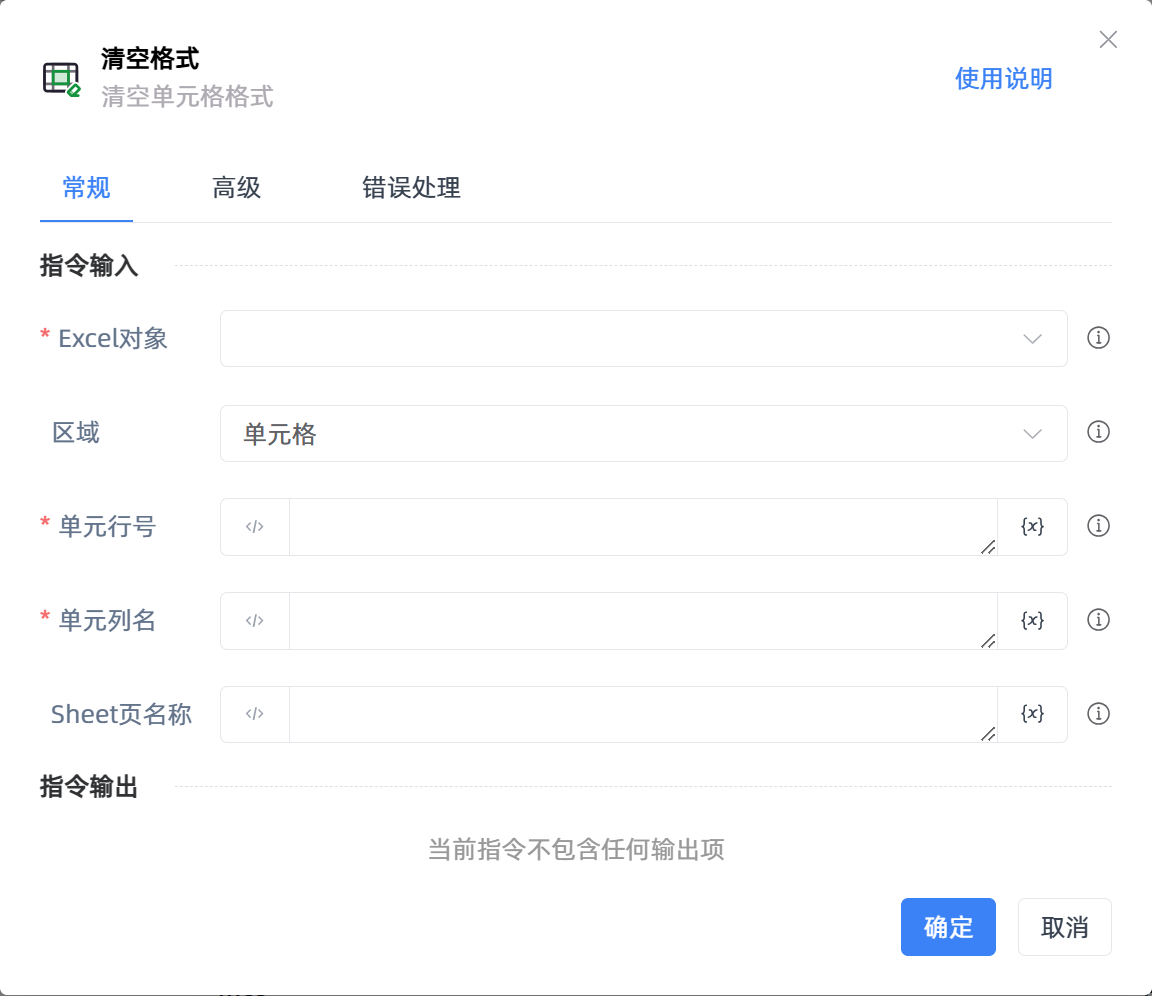 清空格式
清空单元格格式
使用说明
常规 高级 错误处理
指令输入
* Excel对象
区域 单元格
* 单元行号 </> {x}
* 单元列名 </> {x}
Sheet页名称 </> {x}
指令输出
当前指令不包含任何输出项
确定 取消